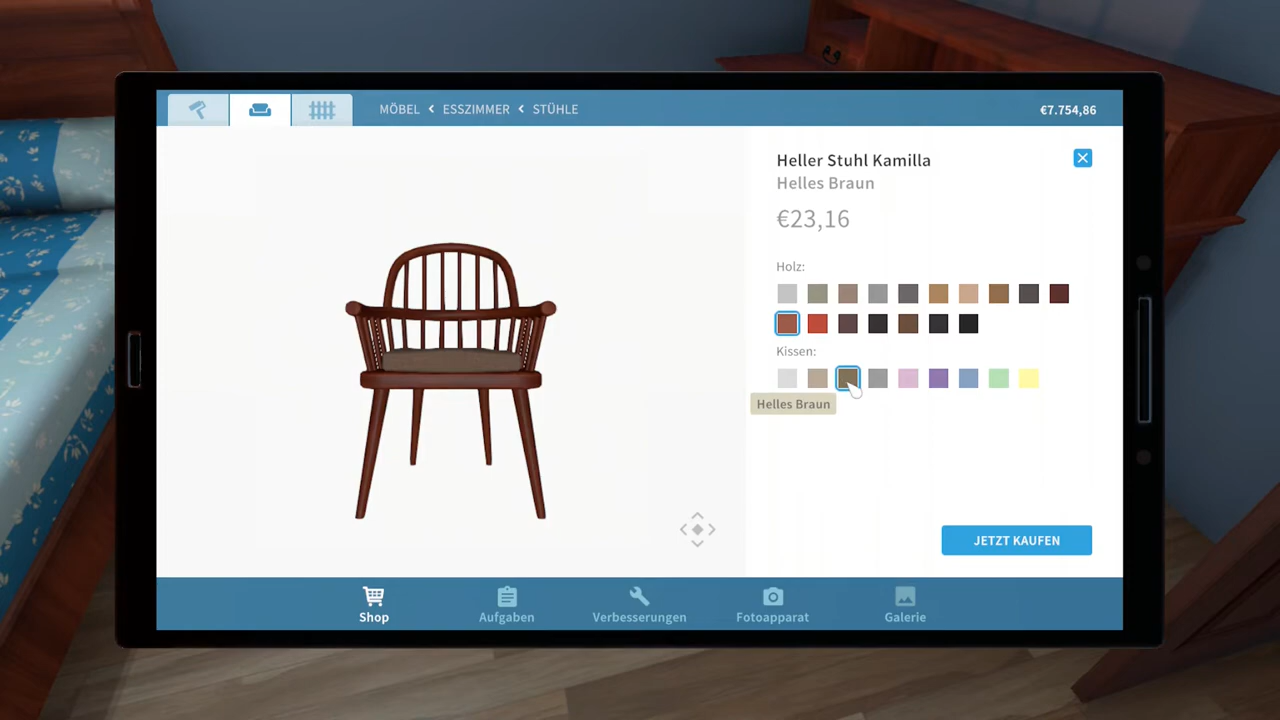 MÖBEL < ESSZIMMER < STÜHLE
€7.754,86
Heller Stuhl Kamilla
Helles Braun
€23,16
Holz:
Kissen:
Helles Braun
JETZT KAUFEN
Shop
Aufgaben
Verbesserungen
Fotoapparat
Galerie